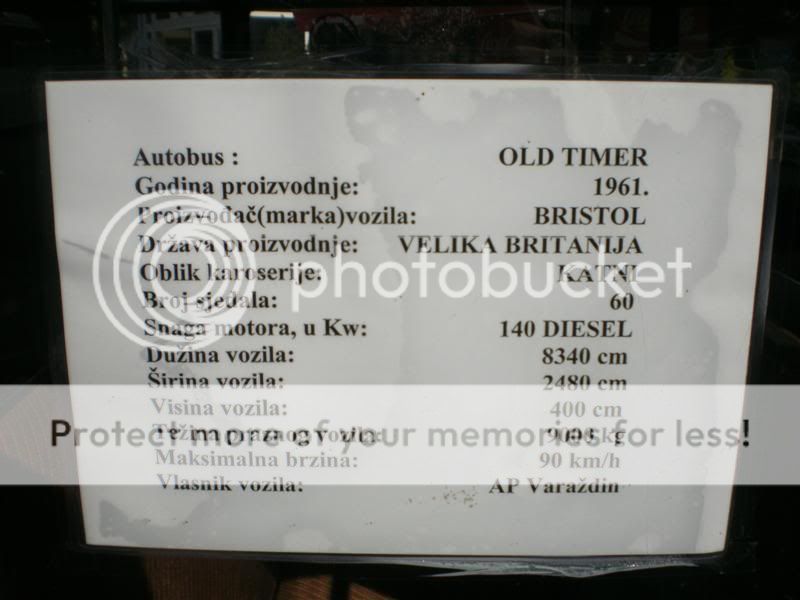 Autobus : OLD TIMER
Godina proizvodnje: 1961.
Proizvođač(marka)vozila: BRISTOL
Država proizvodnje: VELIKA BRITANIJA
Oblik karoserije: KATNI
Broj sjedala: 60
Snaga motora, u Kw: 140 DIESEL
Dužina vozila: 8340 cm
Širina vozila: 2480 cm
Visina vozila: 400 cm
vozila: kg
Maksimalna brzina: 90 km/h
Vlasnik vozila: AP Varaždin
photobucket
Protect more of your memories for less!